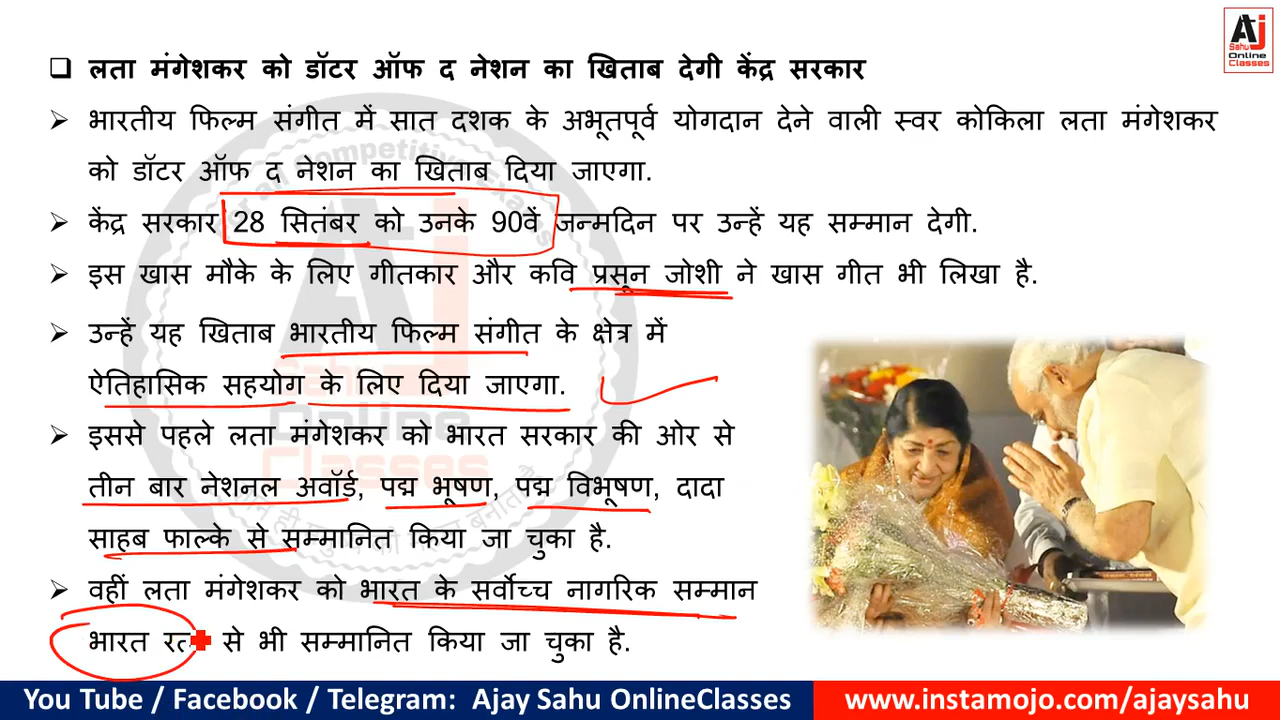 Aj
Sahu
Online
Classes
❑ लता मंगेशकर को डॉटर ऑफ द नेशन का खिताब देगी केंद्र सरकार
➢ भारतीय फिल्म संगीत में सात दशक के अभूतपूर्व योगदान देने वाली स्वर कोकिला लता मंगेशकर
को डॉटर ऑफ द नेशन का खिताब दिया जाएगा.
➢ केंद्र सरकार 28 सितंबर को उनके 90वें जन्मदिन पर उन्हें यह सम्मान देगी.
➢ इस खास मौके के लिए गीतकार और कवि प्रसून जोशी ने खास गीत भी लिखा है.
➢ उन्हें यह खिताब भारतीय फिल्म संगीत के क्षेत्र में
ऐतिहासिक सहयोग के लिए दिया जाएगा.
➢ इससे पहले लता मंगेशकर को भारत सरकार की ओर से
तीन बार नेशनल अवॉर्ड, पद्म भूषण, पद्म विभूषण, दादा
साहब फाल्के से सम्मानित किया जा चुका है.
➢ वहीं लता मंगेशकर को भारत के सर्वोच्च नागरिक सम्मान
भारत से भी सम्मानित किया जा चुका है.
You Tube / Facebook / Telegram: Ajay Sahu OnlineClasses
www.instamojo.com/ajaysahu